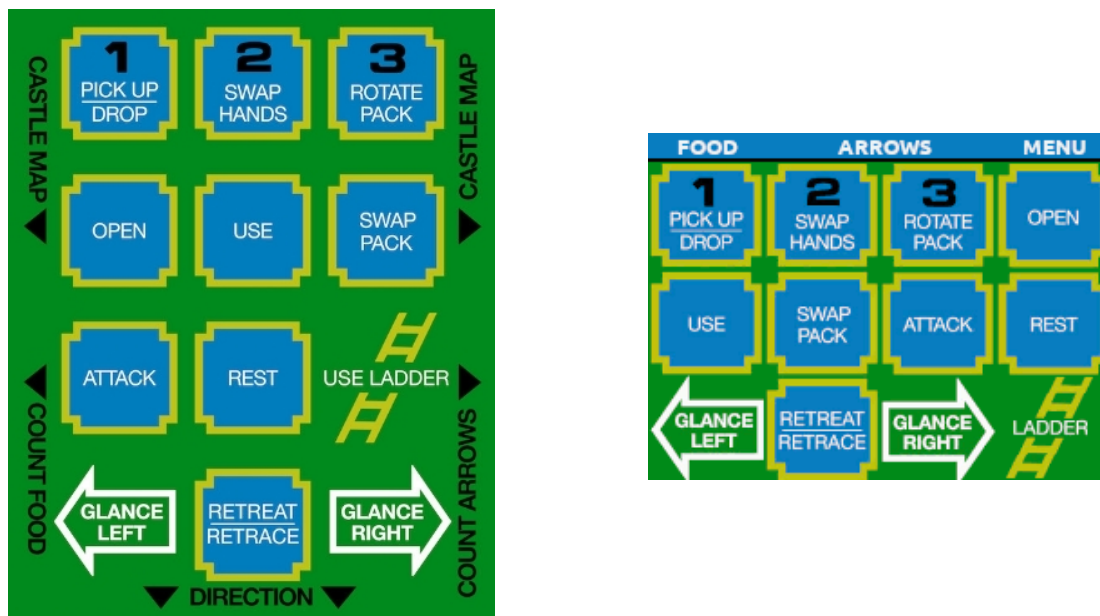 CASTLE MAP
1
PICK UP
DROP
2
SWAP
HANDS
3
ROTATE
PACK
CASTLE MAP
OPEN
USE
SWAP
PACK
ATTACK
REST
USE LADDER
COUNT FOOD
GLANCE
LEFT
RETREAT
RETRACE
GLANCE
RIGHT
COUNT ARROWS
DIRECTION
FOOD
ARROWS
MENU
1
PICK UP
DROP
2
SWAP
HANDS
3
ROTATE
PACK
OPEN
USE
SWAP
PACK
ATTACK
REST
GLANCE
LEFT
RETREAT
RETRACE
GLANCE
RIGHT
LADDER